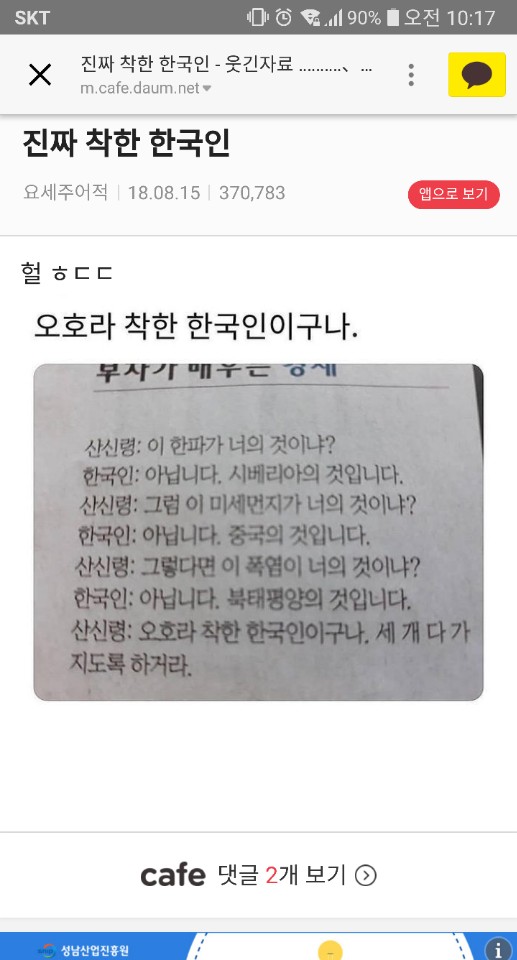 SKT 90% 오전 10:17
진짜 착한 한국인 - 웃긴자료 ..........、 ...
m.cafe.daum.net
진짜 착한 한국인
요세주어적 18.08.15 370,783 앱으로 보기
헐 ㅎㄷㄷ
오호라 착한 한국인이구나.
부자가 배우는 경제
산신령: 이 한파가 너의 것이냐?
한국인: 아닙니다. 시베리아의 것입니다.
산신령: 그럼 이 미세먼지가 너의 것이냐?
한국인: 아닙니다. 중국의 것입니다.
산신령: 그렇다면 이 폭염이 너의 것이냐?
한국인: 아닙니다. 북태평양의 것입니다.
산신령: 오호라 착한 한국인이구나. 세 개 다 가
지도록 하거라.
cafe 댓글 2개 보기
성남산업진흥원